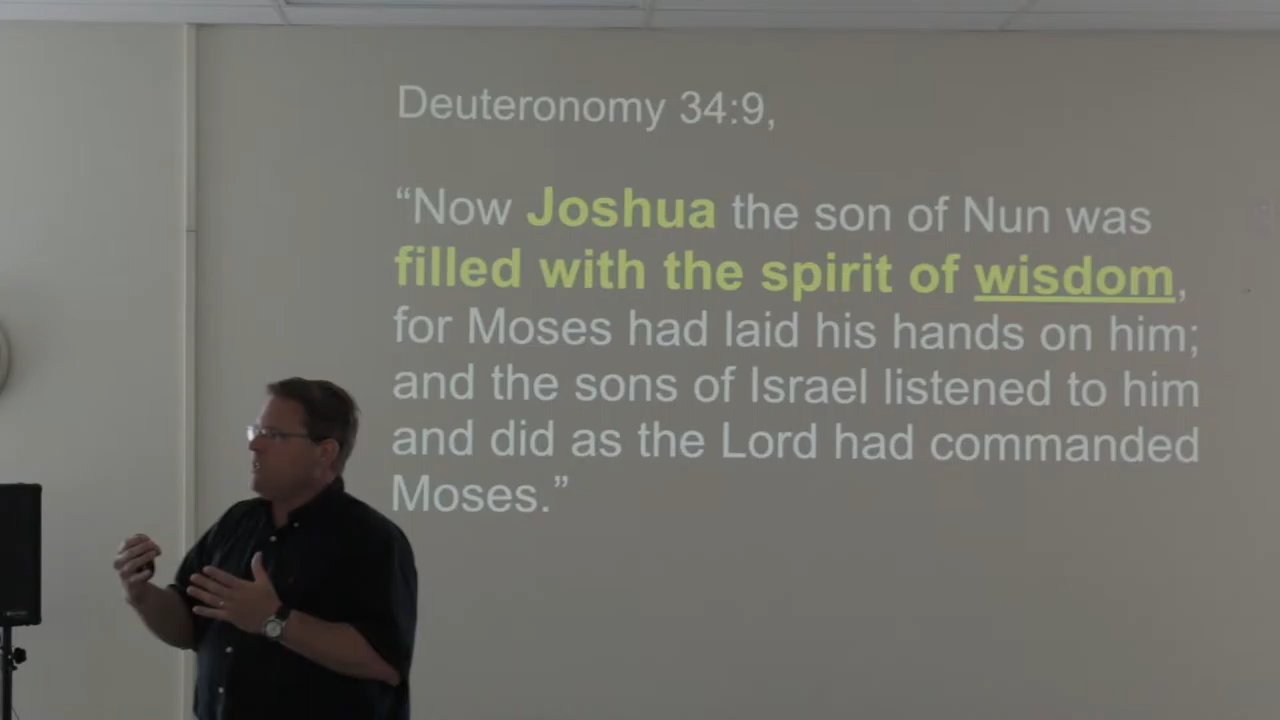 Deuteronomy 34:9,
“Now Joshua the son of Nun was
filled with the spirit of wisdom,
for Moses had laid his hands on him;
and the sons of Israel listened to him
and did as the Lord had commanded
Moses.”